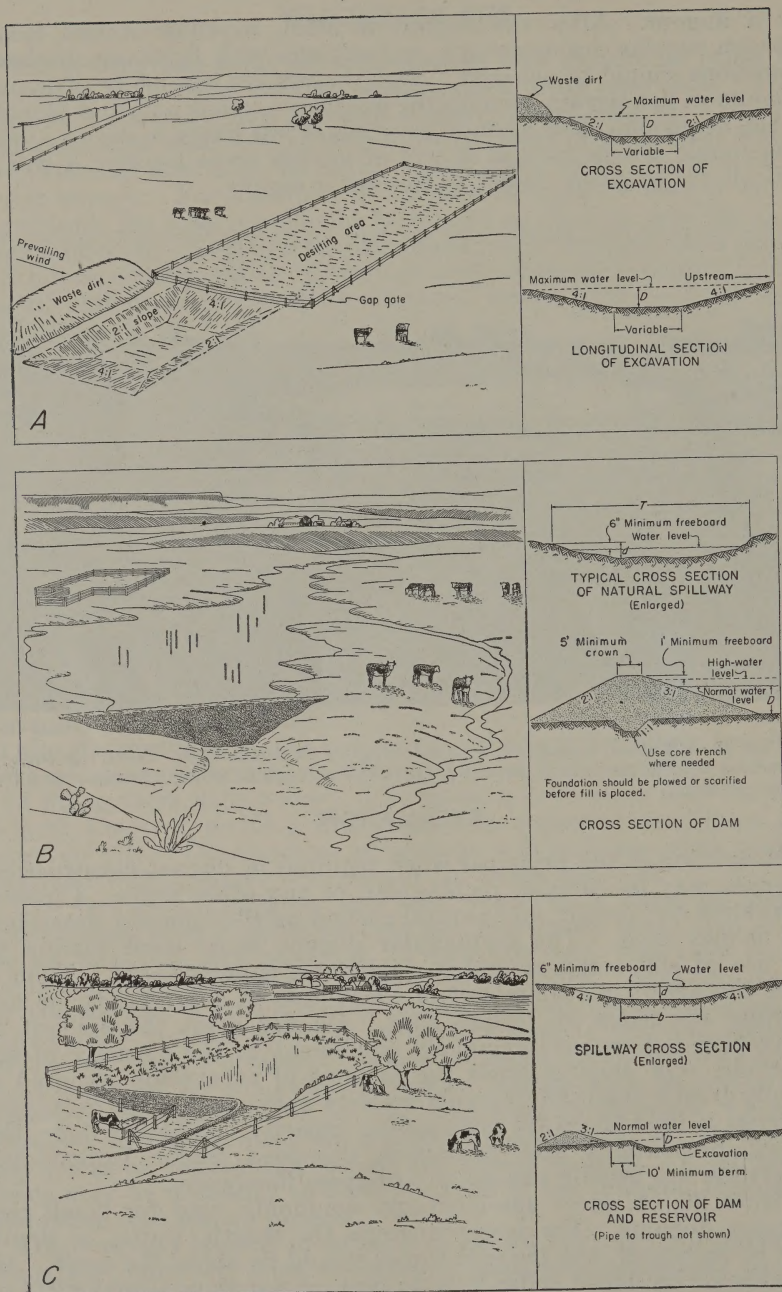 Prevailing
wind
Waste dirt
2:1 slope
4:1
4:1
2:1
Desilting area
Gap gate
A
Waste dirt
Maximum water level
2:1
D
2:1
Variable
CROSS SECTION OF
EXCAVATION
Maximum water level
Upstream
4:1
D
4:1
Variable
LONGITUDINAL SECTION
OF EXCAVATION
B
T
6" Minimum freeboard
Water level
d
TYPICAL CROSS SECTION
OF NATURAL SPILLWAY
(Enlarged)
5' Minimum
crown
1' Minimum freeboard
High-water
level
2:1
3:1
Normal water
level
D
1:1
Use core trench
where needed
Foundation should be plowed or scarified
before fill is placed.
CROSS SECTION OF DAM
C
6" Minimum freeboard
Water level
4:1
d
4:1
b
SPILLWAY CROSS SECTION
(Enlarged)
Normal water level
2:1
3:1
D
Excavation
10' Minimum berm
CROSS SECTION OF DAM
AND RESERVOIR
(Pipe to trough not shown)